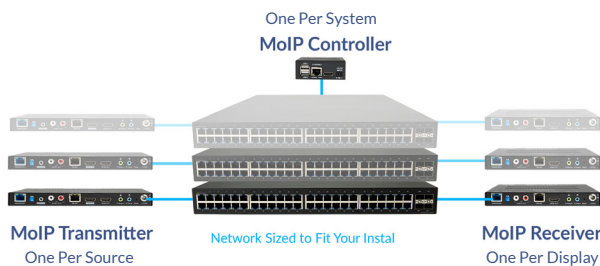 One Per System
MoIP Controller
MoIP Transmitter
One Per Source
Network Sized to Fit Your Instal
MoIP Receiver
One Per Display